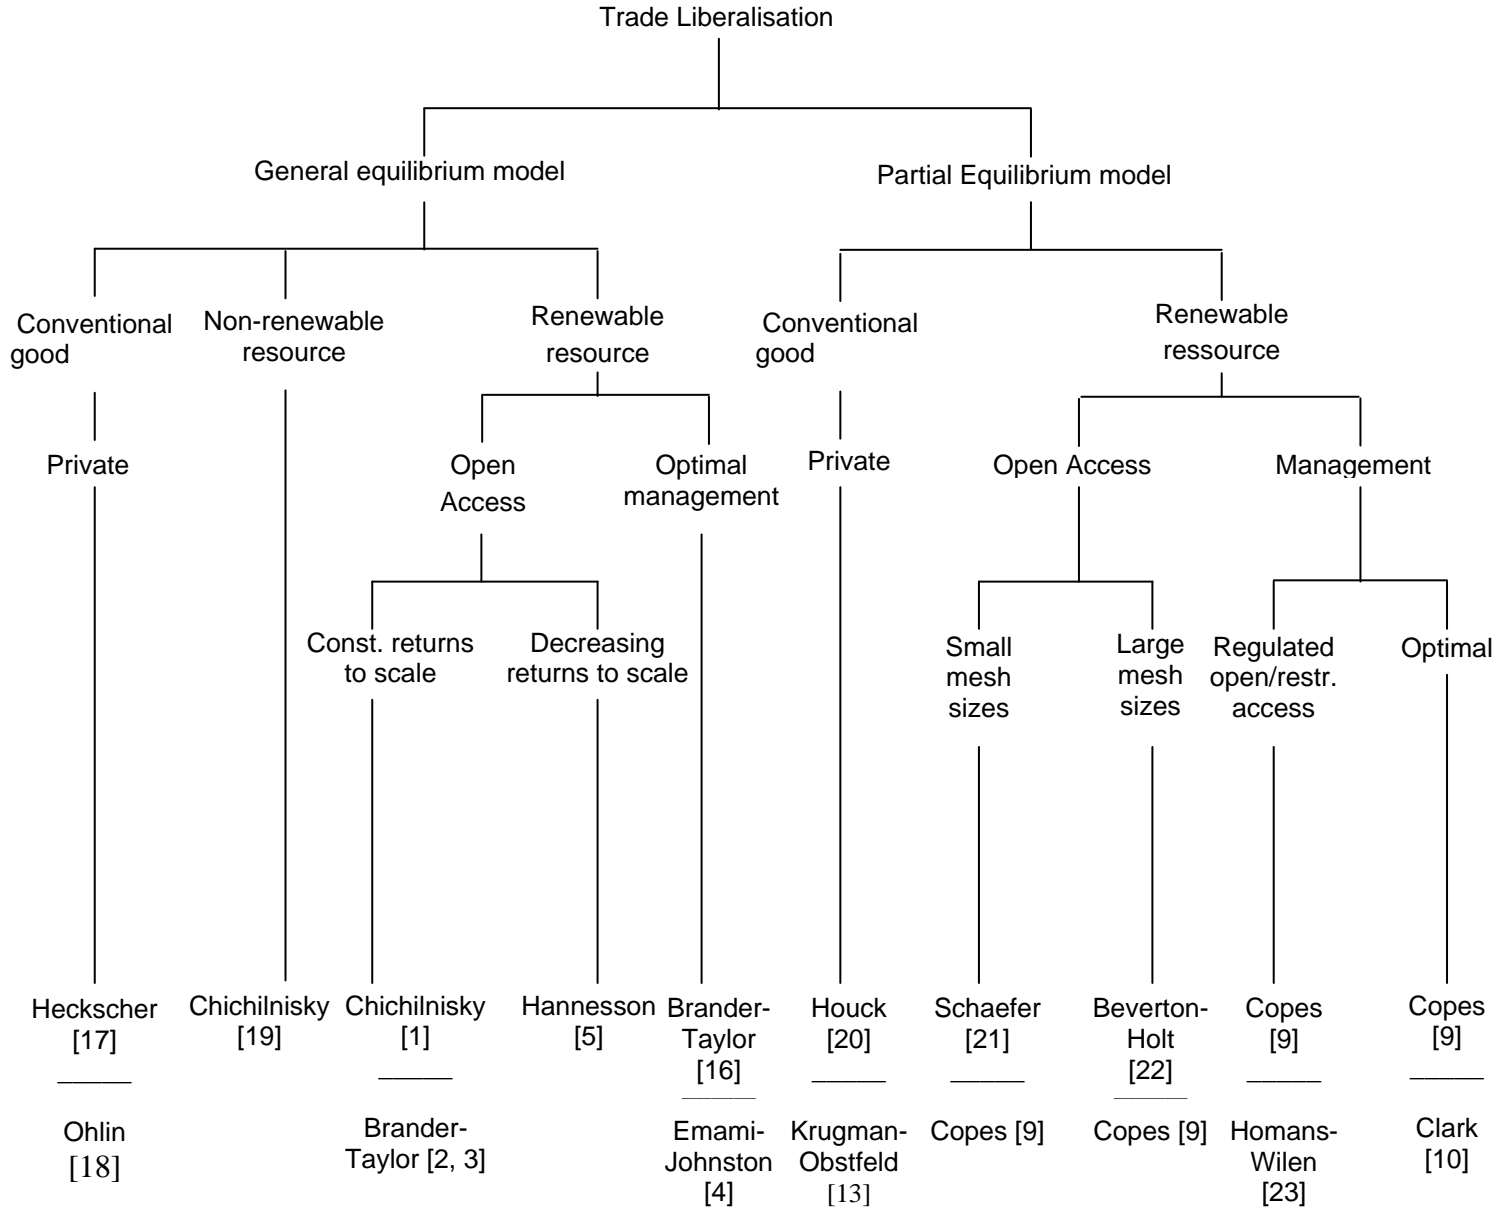 Trade Liberalisation
General equilibrium model
Partial Equilibrium model
Conventional
good
Non-renewable
resource
Renewable
resource
Conventional
good
Renewable
ressource
Private
Open
Access
Optimal
management
Private
Open Access
Management
Const. returns
to scale
Decreasing
returns to scale
Small
mesh
sizes
Large
mesh
sizes
Regulated
open/restr.
access
Optimal
Heckscher
[17]
Ohlin
[18]
Chichilnisky
[19]
Chichilnisky
[1]
Brander-
Taylor [2, 3]
Hannesson
[5]
Brander-
Taylor
[16]
Emami-
Johnston
[4]
Houck
[20]
Krugman-
Obstfeld
[13]
Schaefer
[21]
Copes [9]
Beverton-
Holt
[22]
Copes [9]
Copes
[9]
Homans-
Wilen
[23]
Copes
[9]
Clark
[10]